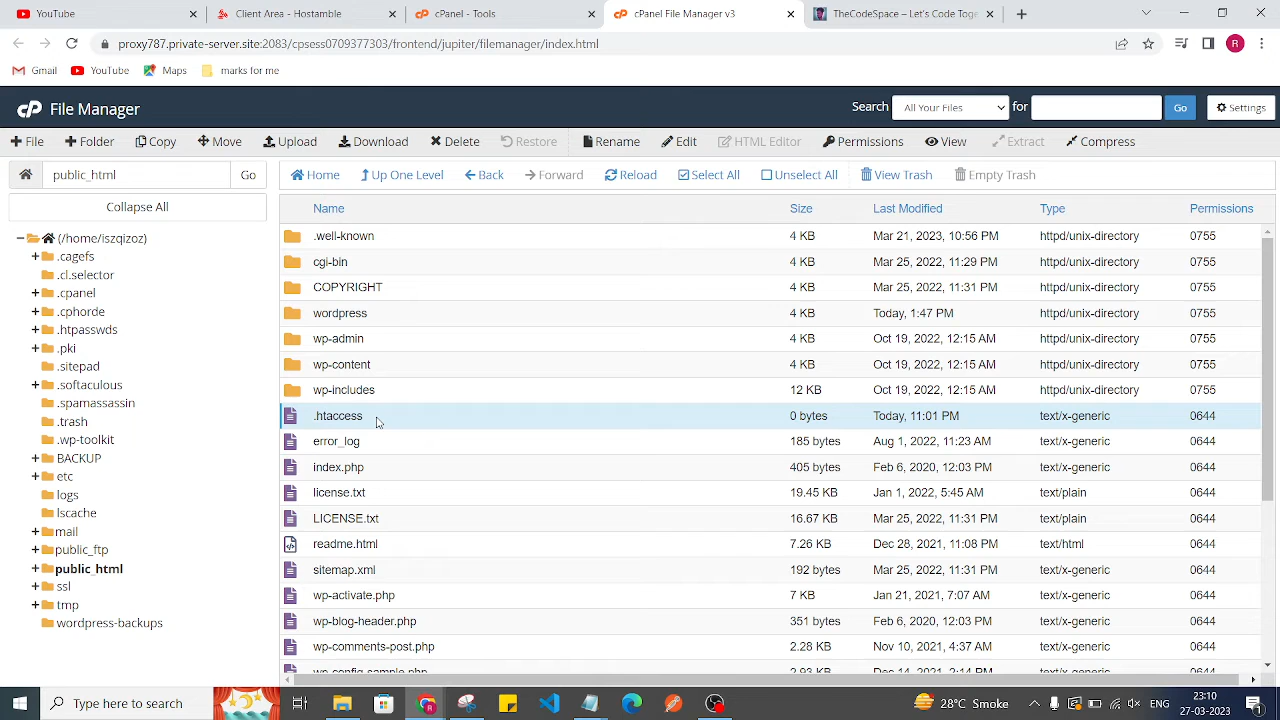 YouTube
Client Area - Hostamble
cPanel - Tools
cPanel File Manager v3
TheCodeSpace – Let's Code Toge
proxy787.private-server.site:2083/cpsess0709377303/frontend/jupiter/filemanager/index.html
R
Gmail YouTube Maps marks for me
cP File Manager
Search All Your Files for Go Settings
File Folder Copy Move Upload Download Delete Restore Rename Edit HTML Editor Permissions View Extract Compress
public_html Go
Home Up One Level Back Forward Reload Select All Unselect All View Trash Empty Trash
Collapse All
(/home/iszqizoz)
.cagefs
.cl.selector
.cpanel
.cphorde
.htpasswds
.pki
.sitepad
.softaculous
.spamassassin
.trash
.wp-toolkit
BACKUP
etc
logs
lscache
mail
public_ftp
public_html
ssl
tmp
wordpress-backups
Name Size Last Modified Type Permissions
.well-known 4 KB Mar 21, 2023, 10:56 PM httpd/unix-directory 0755
cgi-bin 4 KB Mar 25, 2022, 11:29 PM httpd/unix-directory 0755
COPYRIGHT 4 KB Mar 25, 2022, 11:31 PM httpd/unix-directory 0755
wordpress 4 KB Today, 1:47 PM httpd/unix-directory 0755
wp-admin 4 KB Oct 19, 2022, 12:15 AM httpd/unix-directory 0755
wp-content 4 KB Oct 19, 2022, 12:15 AM httpd/unix-directory 0755
wp-includes 12 KB Oct 19, 2022, 12:15 AM httpd/unix-directory 0755
.htaccess 0 bytes Today, 11:01 PM text/x-generic 0644
error_log 185 bytes Aug 1, 2022, 11:23 AM text/x-generic 0644
index.php 405 bytes Feb 6, 2020, 12:03 PM text/x-generic 0644
license.txt 19.45 KB Jan 1, 2022, 5:45 AM text/plain 0644
LICENSE.txt 16.67 KB Mar 25, 2022, 11:31 PM text/plain 0644
readme.html 7.26 KB Dec 28, 2021, 11:08 PM text/html 0644
sitemap.xml 192 bytes Mar 25, 2022, 11:31 PM text/x-generic 0644
wp-activate.php 7 KB Jan 21, 2021, 7:07 AM text/x-generic 0644
wp-blog-header.php 351 bytes Feb 6, 2020, 12:03 PM text/x-generic 0644
wp-comments-post.php 2.28 KB Nov 10, 2021, 4:37 AM text/x-generic 0644
wp-config-sample.php 2.93 KB Dec 14, 2021, 2:14 PM text/x-generic 0644
Type here to search
28°C Smoke
23:10
27-03-2023